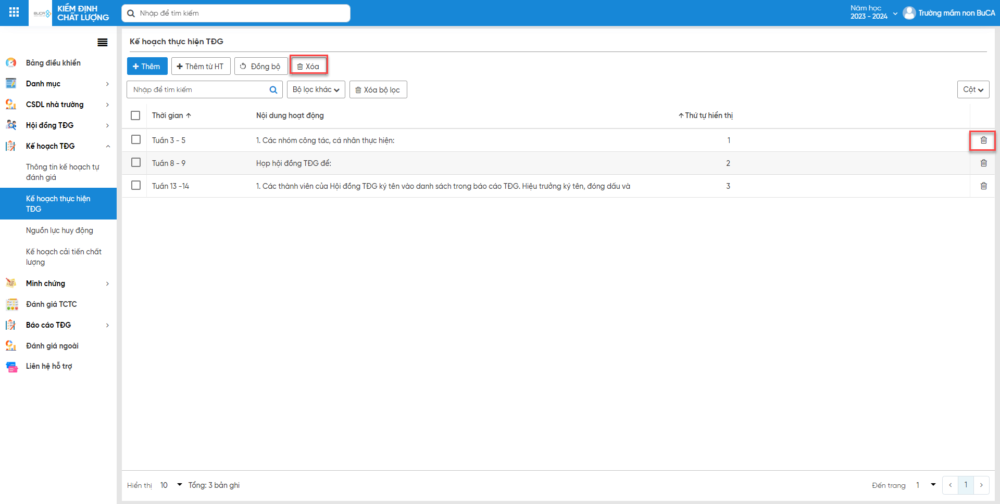 BUCA
KIỂM ĐỊNH
CHẤT LƯỢNG
Nhập để tìm kiếm
Năm học
2023 - 2024
Trường mầm non BuCA
Bảng điều khiển
Danh mục
CSDL nhà trường
Hội đồng TĐG
Kế hoạch TĐG
Thông tin kế hoạch tự
đánh giá
Kế hoạch thực hiện
TĐG
Nguồn lực huy động
Kế hoạch cải tiến chất
lượng
Minh chứng
Đánh giá TCTC
Báo cáo TĐG
Đánh giá ngoài
Liên hệ hỗ trợ
Kế hoạch thực hiện TĐG
Thêm
Thêm từ HT
Đồng bộ
Xóa
Nhập để tìm kiếm
Bộ lọc khác
Xóa bộ lọc
Cột
Thời gian
Nội dung hoạt động
Thứ tự hiển thị
Tuần 3 - 5
1. Các nhóm công tác, cá nhân thực hiện:
1
Tuần 8 - 9
Họp hội đồng TĐG để:
2
Tuần 13 -14
1. Các thành viên của Hội đồng TĐG ký tên vào danh sách trong báo cáo TĐG. Hiệu trưởng ký tên, đóng dấu và
3
Hiển thị 10
Tổng: 3 bản ghi
Đến trang 1
1